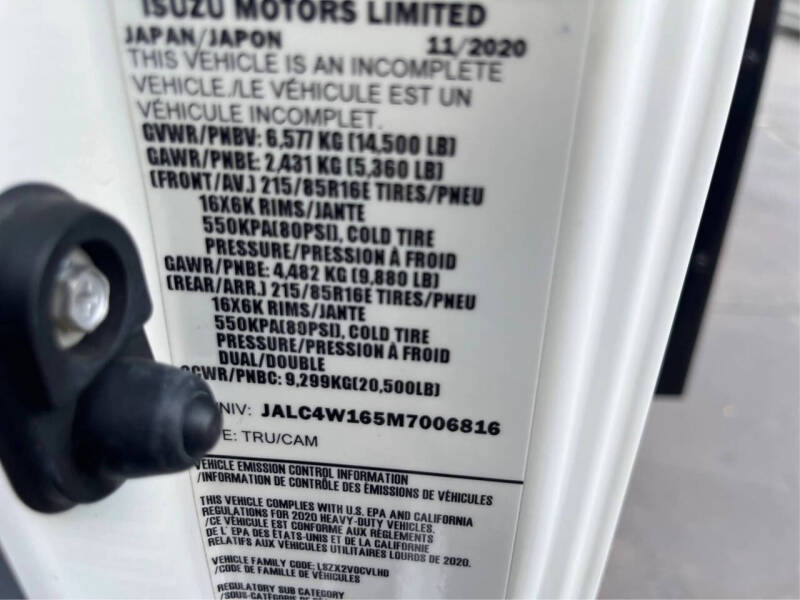 ISUZU MOTORS LIMITED
JAPAN/JAPON 11/2020
THIS VEHICLE IS AN INCOMPLETE
VEHICLE./LE VÉHICULE EST UN
VÉHICULE INCOMPLET.
GVWR/PNBV: 6,577 KG (14,500 LB)
GAWR/PNBE: 2,431 KG (5,360 LB)
(FRONT/AV.) 215/85R16E TIRES/PNEU
16X6K RIMS/JANTE
550KPA(80PSI), COLD TIRE
PRESSURE/PRESSION À FROID
GAWR/PNBE: 4,482 KG (9,880 LB)
(REAR/ARR.) 215/85R16E TIRES/PNEU
16X6K RIMS/JANTE
550KPA(80PSI), COLD TIRE
PRESSURE/PRESSION À FROID
DUAL/DOUBLE
GCWR/PNBC: 9,299KG(20,500LB)
NIV: JALC4W165M7006816
E: TRU/CAM
VEHICLE EMISSION CONTROL INFORMATION
/INFORMATION DE CONTRÔLE DES ÉMISSIONS DE VÉHICULES
THIS VEHICLE COMPLIES WITH U.S. EPA AND CALIFORNIA
REGULATIONS FOR 2020 HEAVY-DUTY VEHICLES.
/CE VÉHICULE EST CONFORME AUX RÈGLEMENTS
DE L' EPA DES ÉTATS-UNIS ET DE LA CALIFORNIE
RELATIFS AUX VÉHICULES UTILITAIRES LOURDS DE 2020.
VEHICLE FAMILY CODE: LSZX2VOCVLHD
/CODE DE FAMILLE DE VÉHICULES
REGULATORY SUB CATEGORY
/SOUS-CATÉGORIE DE